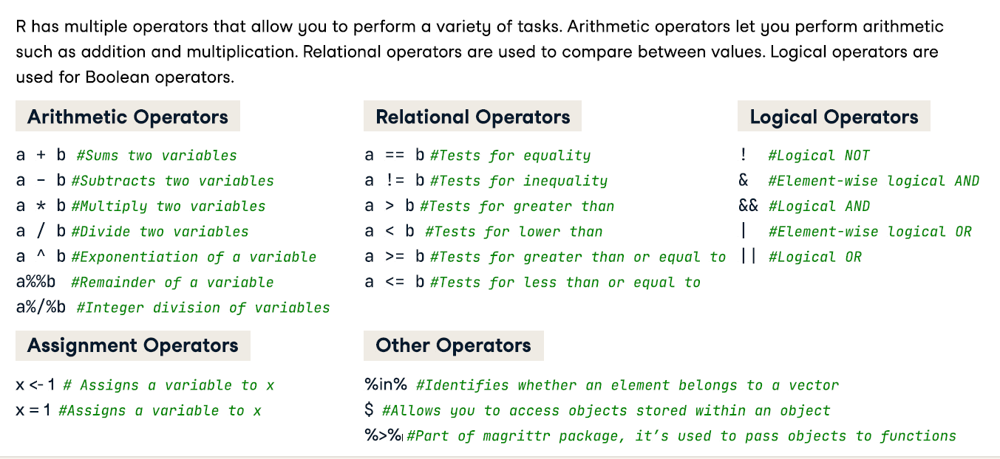 R has multiple operators that allow you to perform a variety of tasks. Arithmetic operators let you perform arithmetic
such as addition and multiplication. Relational operators are used to compare between values. Logical operators are
used for Boolean operators.
Arithmetic Operators
a + b #Sums two variables
a - b #Subtracts two variables
a * b #Multiply two variables
a / b #Divide two variables
a ^ b #Exponentiation of a variable
a%%b #Remainder of a variable
a%/%b #Integer division of variables
Relational Operators
a == b #Tests for equality
a != b #Tests for inequality
a > b #Tests for greater than
a < b #Tests for lower than
a >= b #Tests for greater than or equal to
a <= b #Tests for less than or equal to
Logical Operators
! #Logical NOT
& #Element-wise logical AND
&& #Logical AND
| #Element-wise logical OR
|| #Logical OR
Assignment Operators
x <- 1 # Assigns a variable to x
x = 1 #Assigns a variable to x
Other Operators
%in% #Identifies whether an element belongs to a vector
$ #Allows you to access objects stored within an object
%>% #Part of magrittr package, it’s used to pass objects to functions